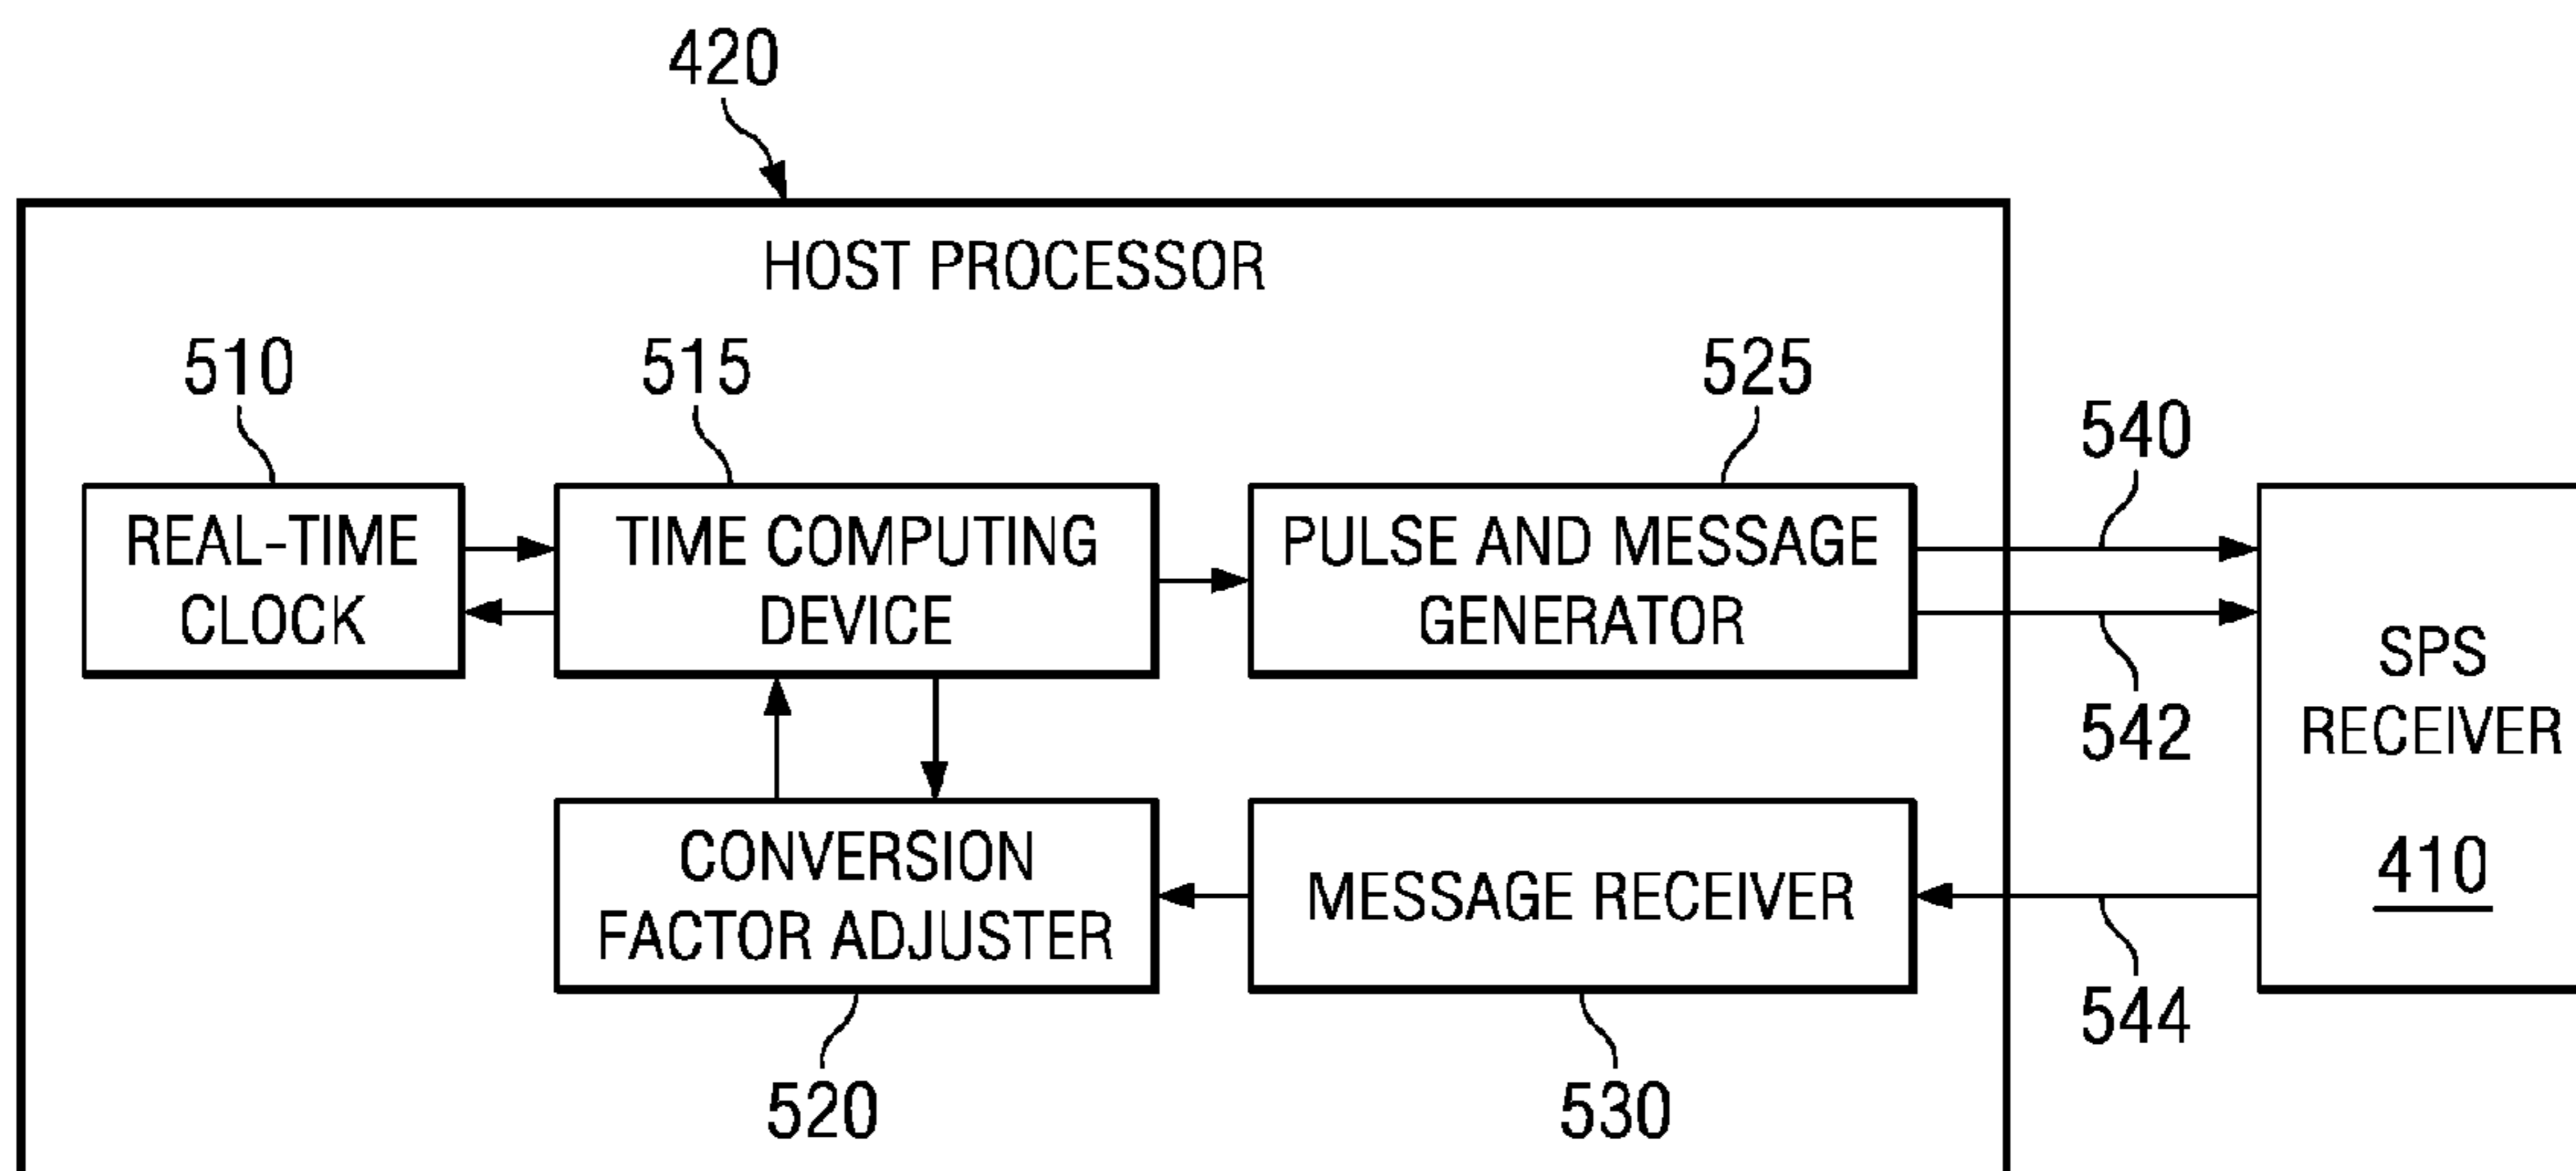 420
HOST PROCESSOR
510
515
525
540
REAL-TIME
CLOCK
TIME COMPUTING
DEVICE
PULSE AND MESSAGE
GENERATOR
542
SPS
RECEIVER
410
CONVERSION
FACTOR ADJUSTER
MESSAGE RECEIVER
544
520
530